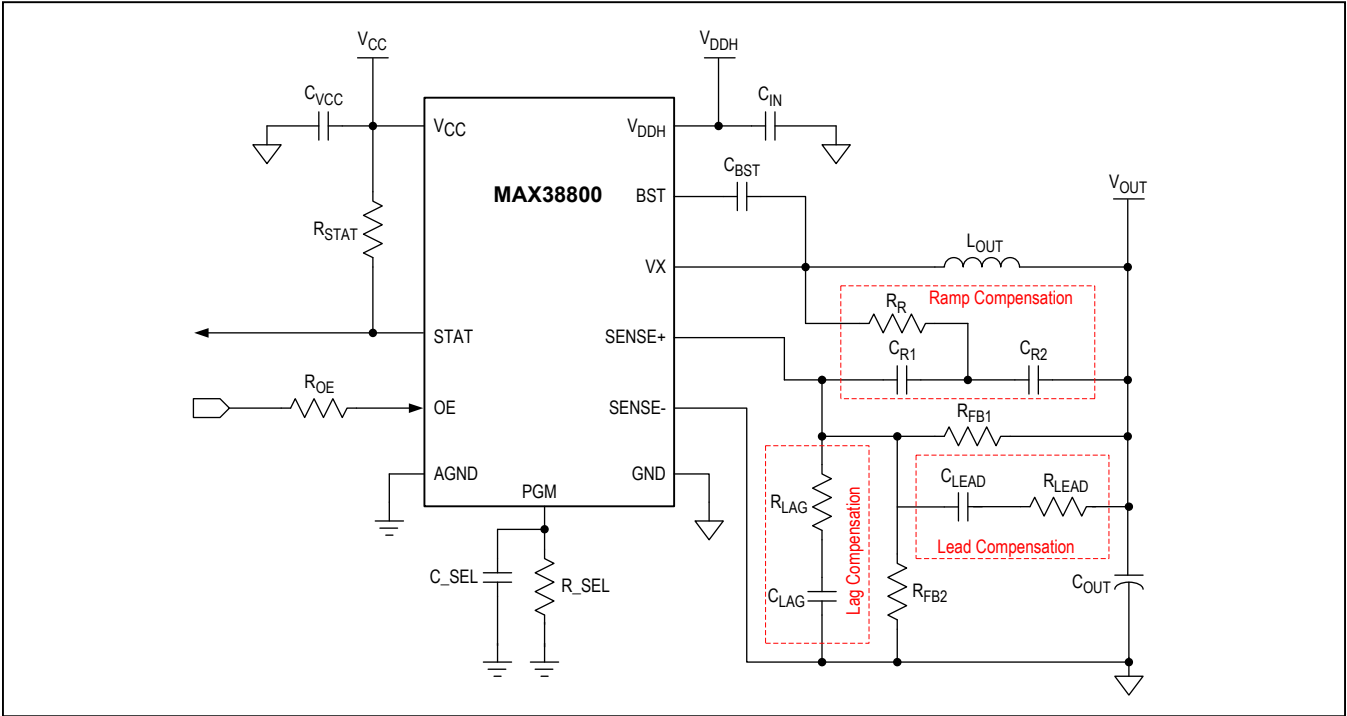 VCC
VDDH
CVCC
CIN
VCC
VDDH
CBST
MAX38800
BST
VOUT
RSTAT
LOUT
VX
Ramp Compensation
RR
STAT
SENSE+
CR1
CR2
ROE
OE
SENSE-
RFB1
AGND
GND
CLEAD
RLEAD
PGM
RLAG
Lag Compensation
Lead Compensation
C_SEL
R_SEL
CLAG
RFB2
COUT